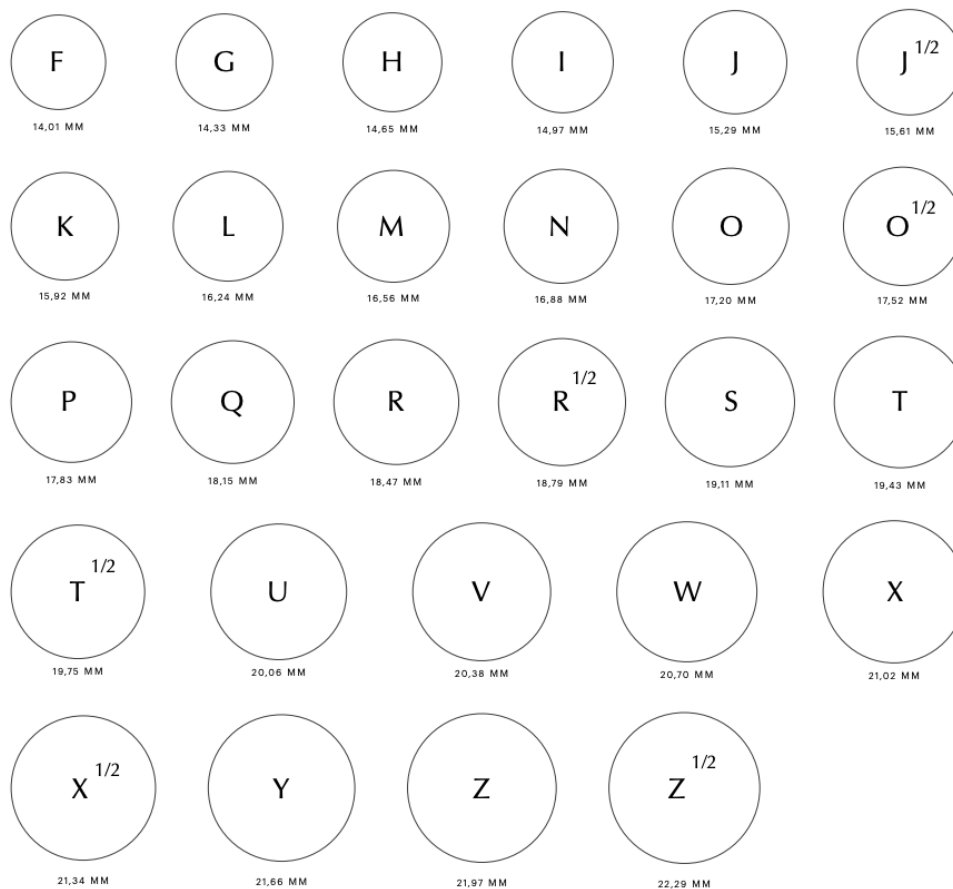 F G H I J J 1/2
14,01 MM 14,33 MM 14,65 MM 14,97 MM 15,29 MM 15,61 MM
K L M N O O 1/2
15,92 MM 16,24 MM 16,56 MM 16,88 MM 17,20 MM 17,52 MM
P Q R R 1/2 S T
17,83 MM 18,15 MM 18,47 MM 18,79 MM 19,11 MM 19,43 MM
T 1/2 U V W X
19,75 MM 20,06 MM 20,38 MM 20,70 MM 21,02 MM
X 1/2 Y Z Z 1/2
21,34 MM 21,66 MM 21,97 MM 22,29 MM